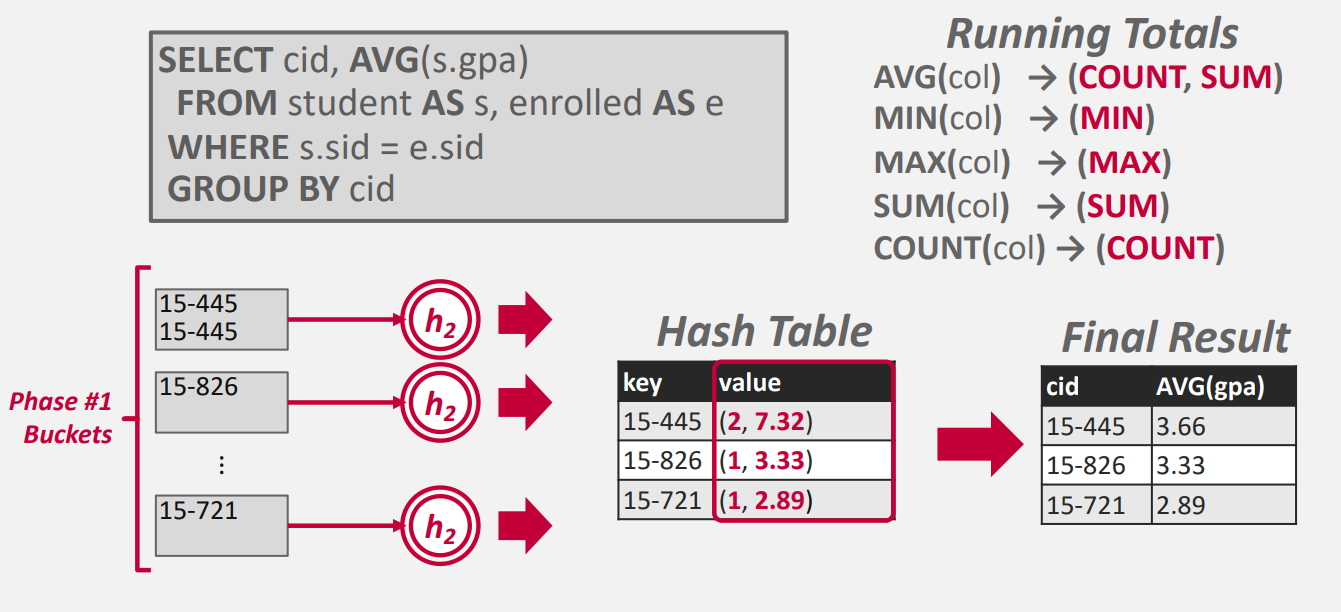 SELECT cid, AVG(s.gpa)
FROM student AS s, enrolled AS e
WHERE s.sid = e.sid
GROUP BY cid
Running Totals
AVG(col) → (COUNT, SUM)
MIN(col) → (MIN)
MAX(col) → (MAX)
SUM(col) → (SUM)
COUNT(col) → (COUNT)
Phase #1
Buckets
15-445
15-445
h2
15-826
h2
⋮
15-721
h2
Hash Table
key value
15-445 (2, 7.32)
15-826 (1, 3.33)
15-721 (1, 2.89)
Final Result
cid AVG(gpa)
15-445 3.66
15-826 3.33
15-721 2.89